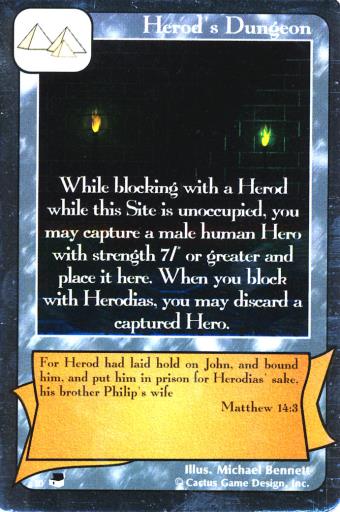 Herod's Dungeon
While blocking with a Herod
while this Site is unoccupied, you
may capture a male human Hero
with strength 7/* or greater and
place it here. When you block
with Herodias, you may discard a
captured Hero.
For Herod had laid hold on John, and bound
him, and put him in prison for Herodias' sake,
his brother Philip's wife
Matthew 14:3
Illus. Michael Bennett
© Cactus Game Design, Inc.